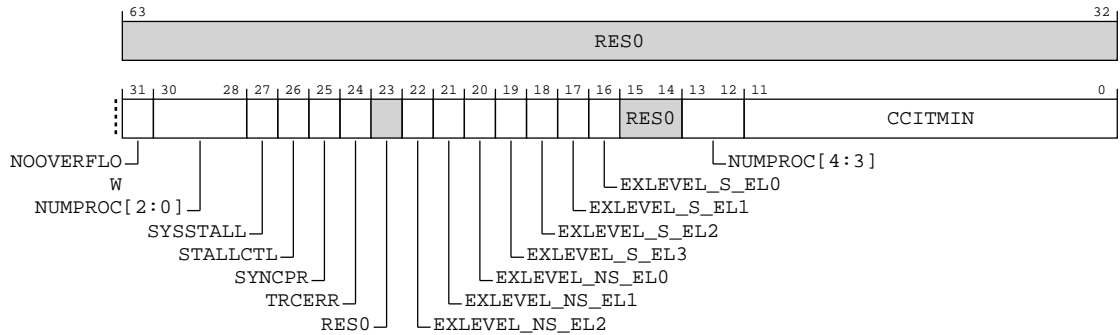 63 32
RES0
31 30 28 27 26 25 24 23 22 21 20 19 18 17 16 15 14 13 12 11 0
RES0 CCITMIN
NOOVERFLO NUMPROC[4:3]
W EXLEVEL_S_EL0
NUMPROC[2:0] EXLEVEL_S_EL1
SYSSTALL EXLEVEL_S_EL2
STALLCTL EXLEVEL_S_EL3
SYNCPR EXLEVEL_NS_EL0
TRCERR EXLEVEL_NS_EL1
RES0 EXLEVEL_NS_EL2